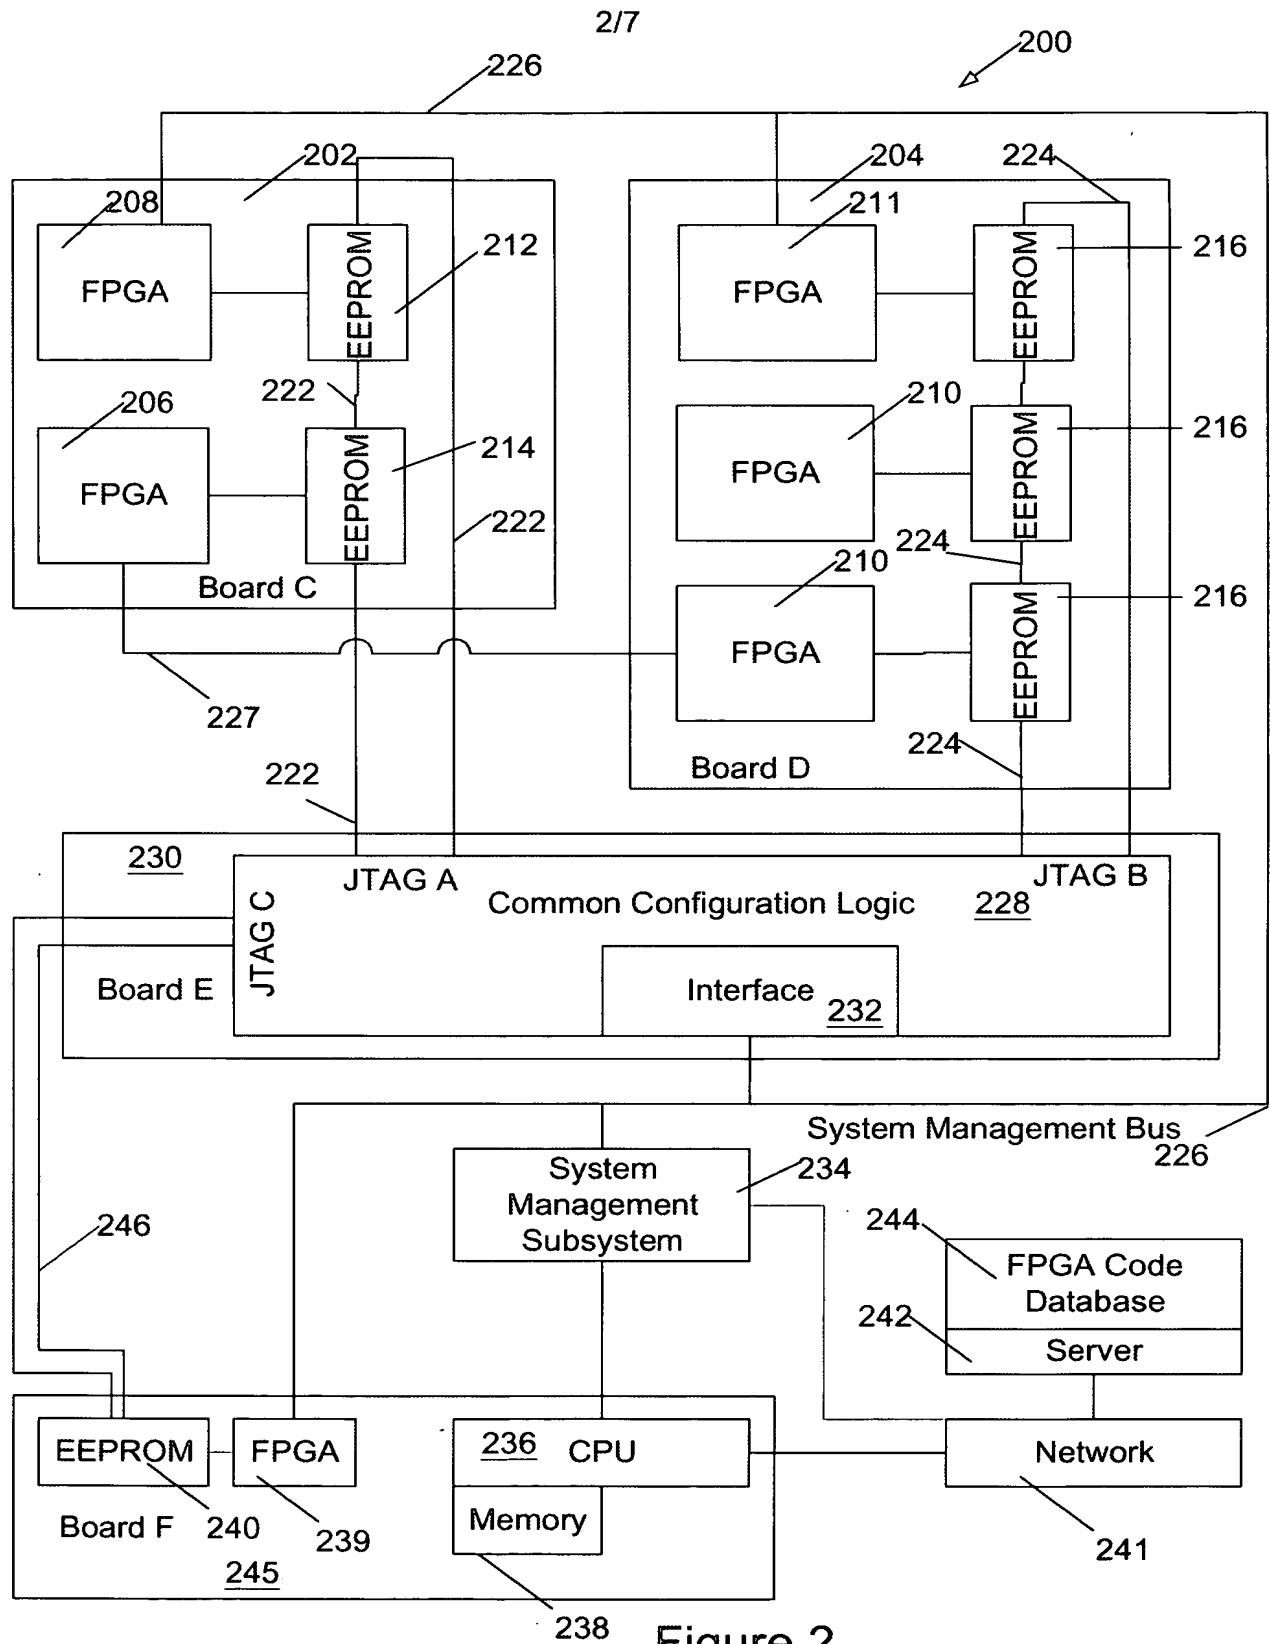 2/7
200
226
202
204
224
208
211
FPGA
EEPROM
212
FPGA
EEPROM
216
222
206
210
FPGA
EEPROM
214
FPGA
EEPROM
216
222
224
210
Board C
FPGA
EEPROM
216
227
224
Board D
222
230
JTAG A
JTAG B
JTAG C
Common Configuration Logic 228
Board E
Interface
232
System Management Bus
226
System
Management
Subsystem
234
246
244
FPGA Code
Database
242
Server
EEPROM
FPGA
236
CPU
Network
Board F
240
239
Memory
241
245
238
Figure 2